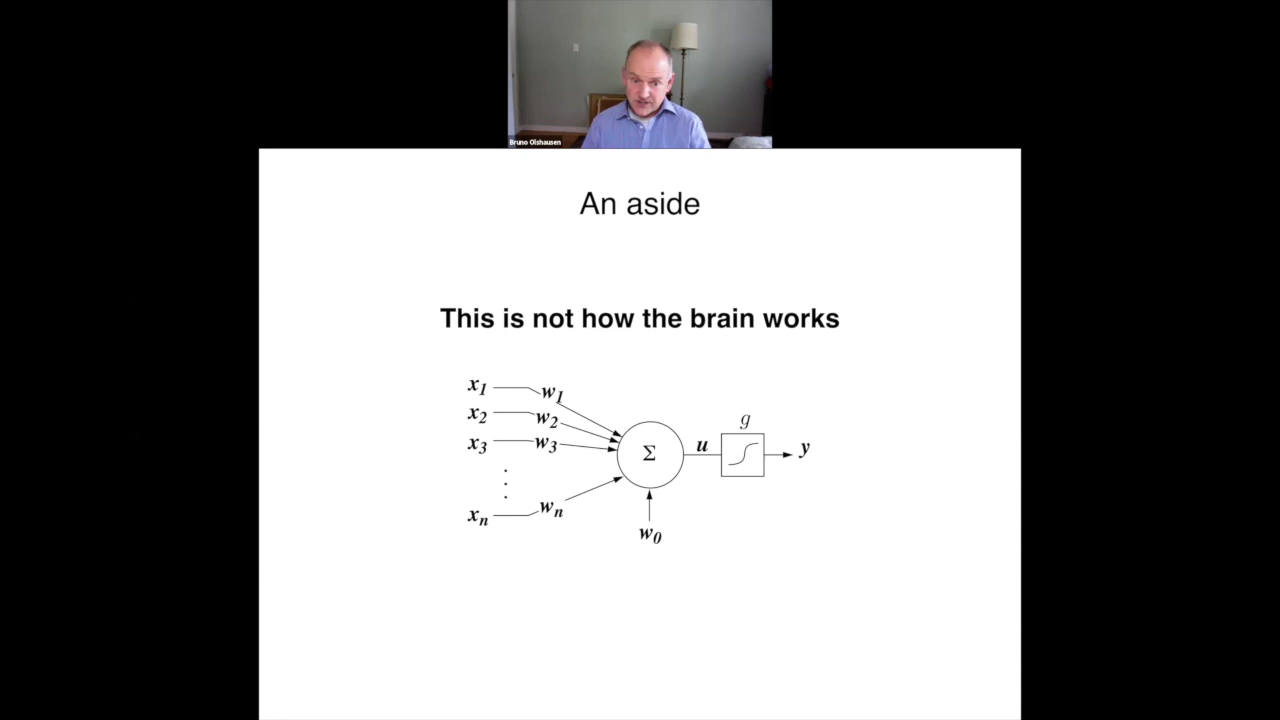 Bruno Olshausen
An aside
This is not how the brain works
x1 w1
x2 w2
x3 w3
xn wn
Σ
w0
u
g
y